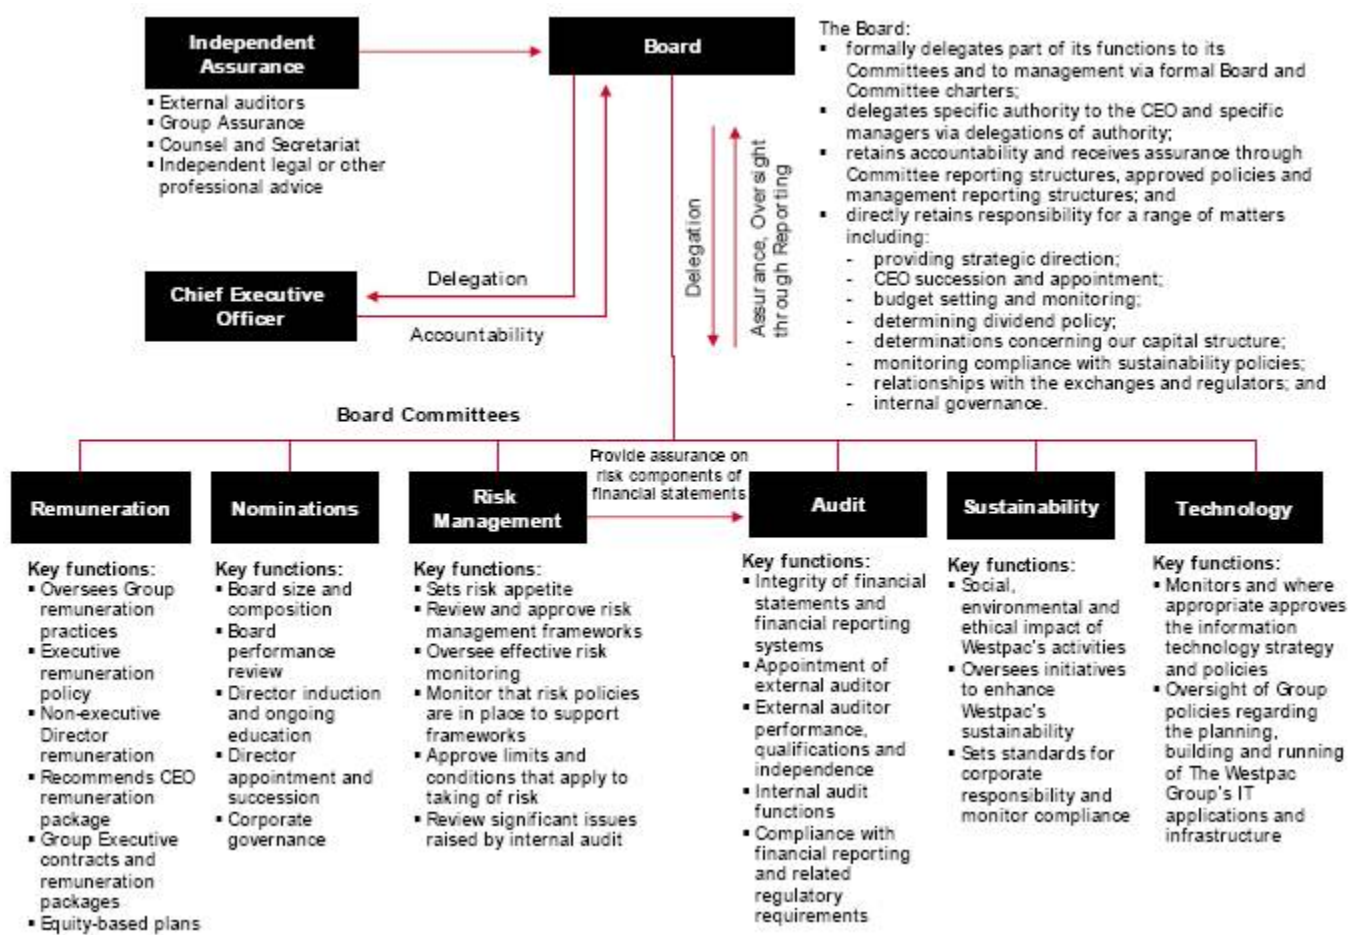 Independent
Assurance
▪ External auditors
▪ Group Assurance
▪ Counsel and Secretariat
▪ Independent legal or other
professional advice
Board
The Board:
▪ formally delegates part of its functions to its
Committees and to management via formal Board and
Committee charters;
▪ delegates specific authority to the CEO and specific
managers via delegations of authority;
▪ retains accountability and receives assurance through
Committee reporting structures, approved policies and
management reporting structures; and
▪ directly retains responsibility for a range of matters
including:
- providing strategic direction;
- CEO succession and appointment;
- budget setting and monitoring;
- determining dividend policy;
- determinations concerning our capital structure;
- monitoring compliance with sustainability policies;
- relationships with the exchanges and regulators; and
- internal governance.
Delegation
Assurance, Oversight
through Reporting
Chief Executive
Officer
Delegation
Accountability
Board Committees
Provide assurance on
risk components of
financial statements
Remuneration
Key functions:
▪ Oversees Group
remuneration
practices
▪ Executive
remuneration
policy
▪ Non-executive
Director
remuneration
▪ Recommends CEO
remuneration
package
▪ Group Executive
contracts and
remuneration
packages
▪ Equity-based plans
Nominations
Key functions:
▪ Board size and
composition
▪ Board
performance
review
▪ Director induction
and ongoing
education
▪ Director
appointment and
succession
▪ Corporate
governance
Risk
Management
Key functions:
▪ Sets risk appetite
▪ Review and approve risk
management frameworks
▪ Oversee effective risk
monitoring
▪ Monitor that risk policies
are in place to support
frameworks
▪ Approve limits and
conditions that apply to
taking of risk
▪ Review significant issues
raised by internal audit
Audit
Key functions:
▪ Integrity of financial
statements and
financial reporting
systems
▪ Appointment of
external auditor
▪ External auditor
performance,
qualifications and
independence
▪ Internal audit
functions
▪ Compliance with
financial reporting
and related
regulatory
requirements
Sustainability
Key functions:
▪ Social,
environmental and
ethical impact of
Westpac's activities
▪ Oversees initiatives
to enhance
Westpac's
sustainability
▪ Sets standards for
corporate
responsibility and
monitor compliance
Technology
Key functions:
▪ Monitors and where
appropriate approves
the information
technology strategy
and policies
▪ Oversight of Group
policies regarding
the planning,
building and running
of The Westpac
Group's IT
applications and
infrastructure